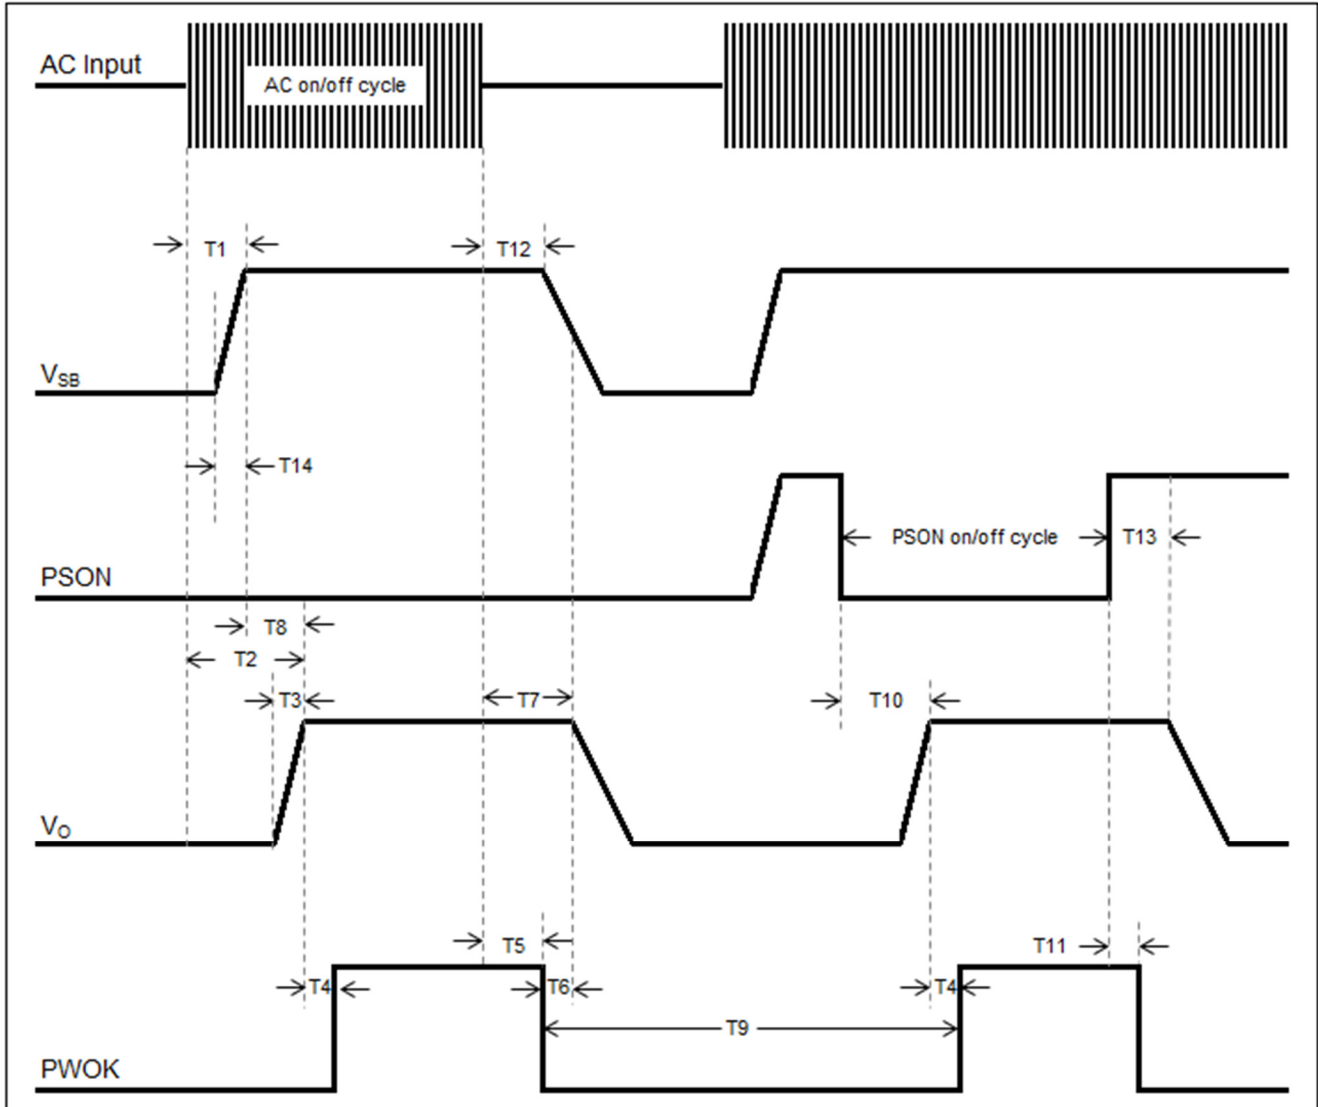 AC Input
AC on/off cycle
T1
T12
VSB
T14
PSON on/off cycle
T13
PSON
T8
T2
T3
T7
T10
VO
T5
T11
T4
T6
T4
T9
PWOK